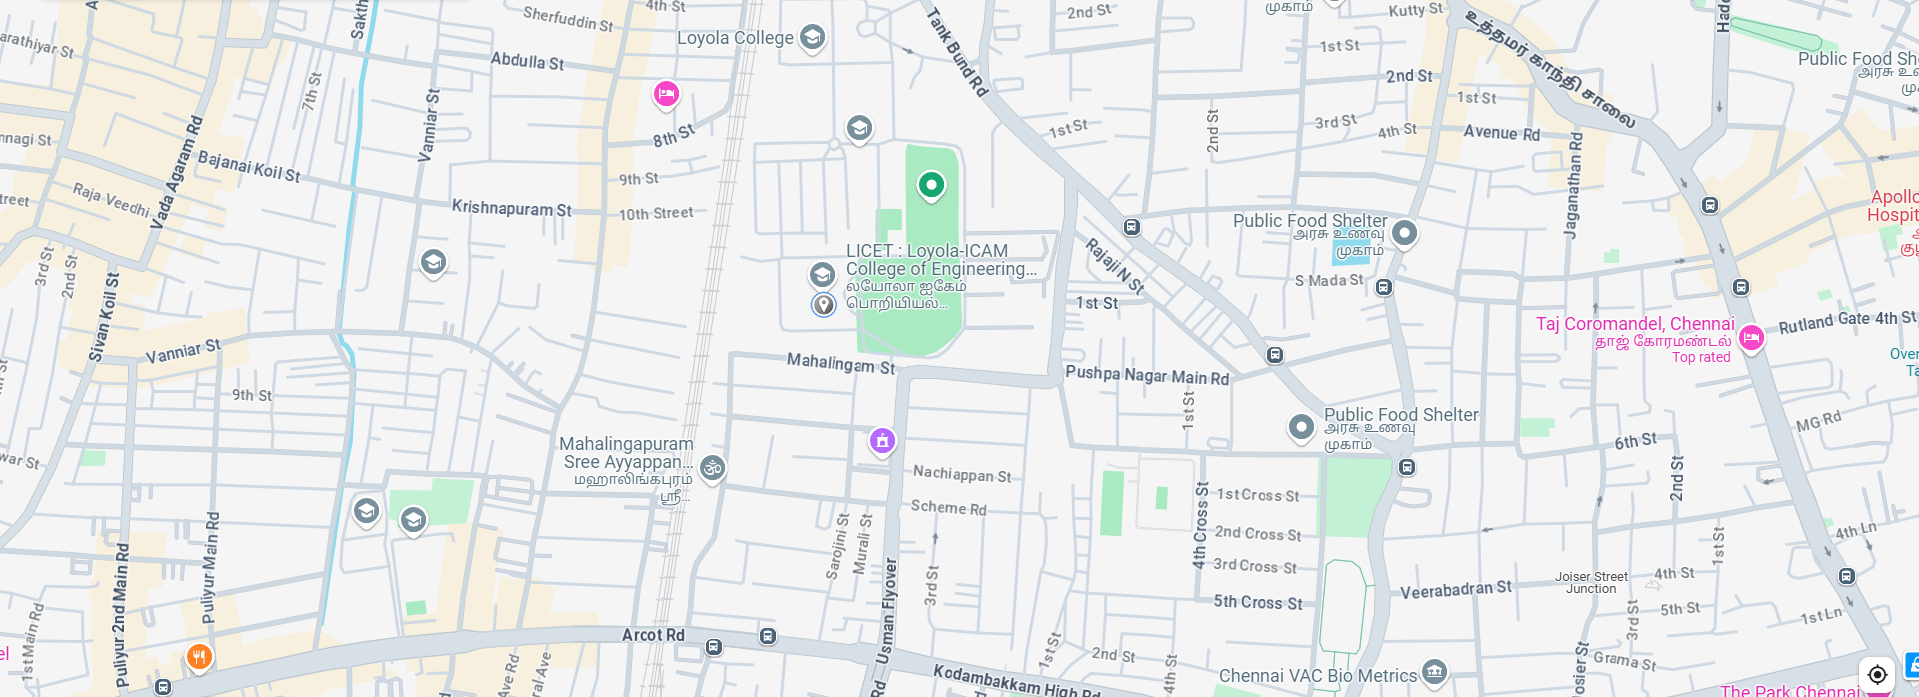 Sherfuddin St
4th St
Loyola College
Tank Bund Rd
2nd St
முகாம்
Kutty St
உத்தமர் காந்தி சாலை
1st St
2nd St
Public Food
அரசு
arathiyar St
7th St
Abdulla St
Vanniar St
8th St
1st St
2nd St
3rd St
4th St
1st St
Avenue Rd
Jaganathan Rd
nnagi St
Vada Agaram Rd
Bajanai Koil St
Raja Veedhi
Krishnapuram St
9th St
10th Street
Public Food Shelter
அரசு உணவு
முகாம்
Apollo
3rd St
2nd St
Sivan Koil St
LICET : Loyola-ICAM
College of Engineering...
லயோலா ஐகேம்
பொறியியல்...
Rajaji N St
1st St
S Mada St
Taj Coromandel, Chennai
தாஜ் கோரமண்டல்
Top rated
Rutland Gate 4th St
Vanniar St
Mahalingam St
Pushpa Nagar Main Rd
9th St
1st St
Public Food Shelter
அரசு உணவு
முகாம்
MG Rd
6th St
Mahalingapuram
Sree Ayyappan...
மஹாலிங்கபுரம்
ஸ்ரீ...
war St
Nachiappan St
Scheme Rd
2nd St
1st Cross St
2nd Cross St
3rd Cross St
4th Cross St
5th Cross St
Puliyur 2nd Main Rd
Puliyur Main Rd
Sarojini St
Murali St
Usman Flyover
3rd St
1st St
4th Ln
Joiser Street
Junction
Veerabadran St
4th St
5th St
3rd St
1st Ln
1st Main Rd
Arcot Rd
Kodambakkam High Rd
1st St
2nd St
4th St
Chennai VAC Bio Metrics
Grama St
Josier St
The Park Chennai